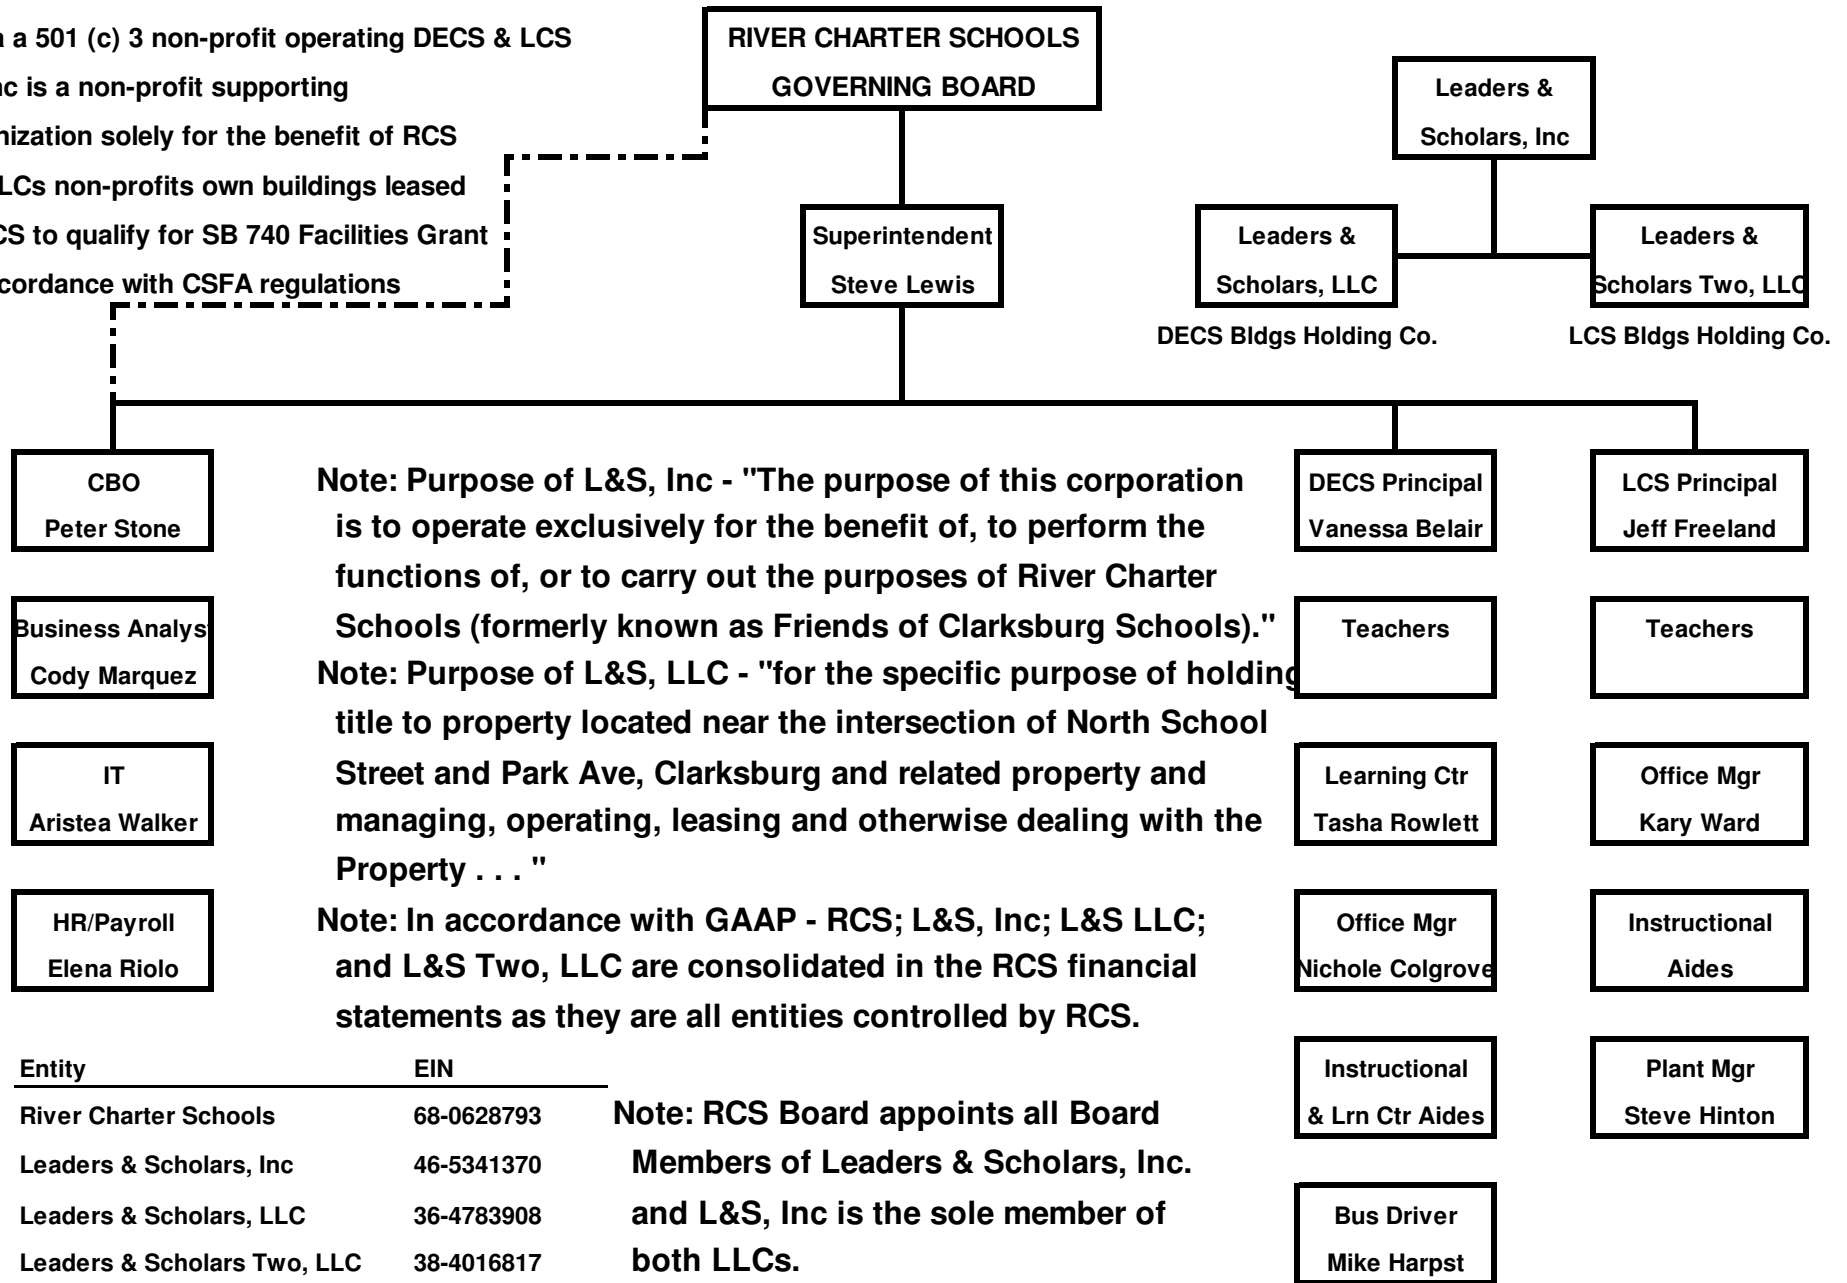 a 501 (c) 3 non-profit operating DECS & LCS
is a non-profit supporting
solely for the benefit of RCS
non-profits own buildings leased
to qualify for SB 740 Facilities Grant
with CSFA regulations
RIVER CHARTER SCHOOLS
GOVERNING BOARD
Leaders &
Scholars, Inc
Superintendent
Steve Lewis
Leaders &
Scholars, LLC
DECS Bldgs Holding Co.
Leaders &
Scholars Two, LLC
LCS Bldgs Holding Co.
CBO
Peter Stone
Business Analys
Cody Marquez
IT
Aristea Walker
HR/Payroll
Elena Riolo
Note: Purpose of L&S, Inc - "The purpose of this corporation
is to operate exclusively for the benefit of, to perform the
functions of, or to carry out the purposes of River Charter
Schools (formerly known as Friends of Clarksburg Schools)."
Note: Purpose of L&S, LLC - "for the specific purpose of holding
title to property located near the intersection of North School
Street and Park Ave, Clarksburg and related property and
managing, operating, leasing and otherwise dealing with the
Property . . . "
Note: In accordance with GAAP - RCS; L&S, Inc; L&S LLC;
and L&S Two, LLC are consolidated in the RCS financial
statements as they are all entities controlled by RCS.
DECS Principal
Vanessa Belair
Teachers
Learning Ctr
Tasha Rowlett
Office Mgr
Nichole Colgrove
Instructional
& Lrn Ctr Aides
Bus Driver
Mike Harpst
LCS Principal
Jeff Freeland
Teachers
Office Mgr
Kary Ward
Instructional
Aides
Plant Mgr
Steve Hinton
Entity EIN
River Charter Schools 68-0628793
Leaders & Scholars, Inc 46-5341370
Leaders & Scholars, LLC 36-4783908
Leaders & Scholars Two, LLC 38-4016817
Note: RCS Board appoints all Board
Members of Leaders & Scholars, Inc.
and L&S, Inc is the sole member of
both LLCs.